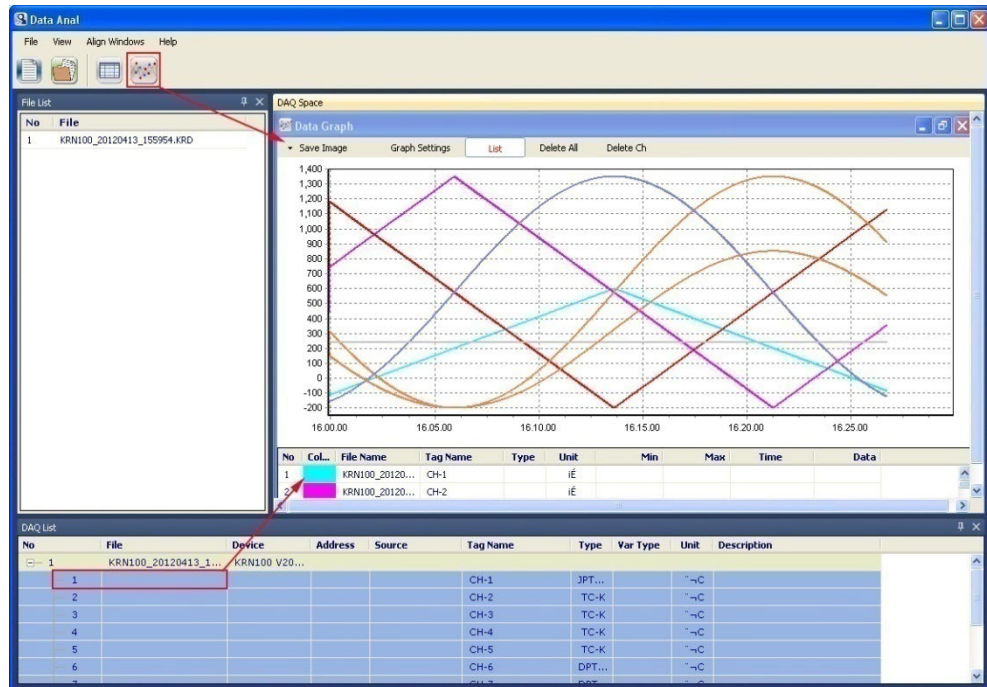 Data Anal
File View Align Windows Help
File List
No File
1 KRN100_20120413_155954.KRD
DAQ Space
Data Graph
Save Image Graph Settings List Delete All Delete Ch
1,400
1,300
1,200
1,100
1,000
900
800
700
600
500
400
300
200
100
0
-100
-200
16:00.00 16:05.00 16:10.00 16:15.00 16:20.00 16:25.00
No Col... File Name Tag Name Type Unit Min Max Time Data
1 KRN100_20120... CH-1 iÉ
2 KRN100_20120... CH-2 iÉ
DAQ List
No File Device Address Source Tag Name Type Var Type Unit Description
1 KRN100_20120413_1... KRN100 V20...
1 CH-1 JPT... ¨¬C
2 CH-2 TC-K ¨¬C
3 CH-3 TC-K ¨¬C
4 CH-4 TC-K ¨¬C
5 CH-5 TC-K ¨¬C
6 CH-6 DPT... ¨¬C